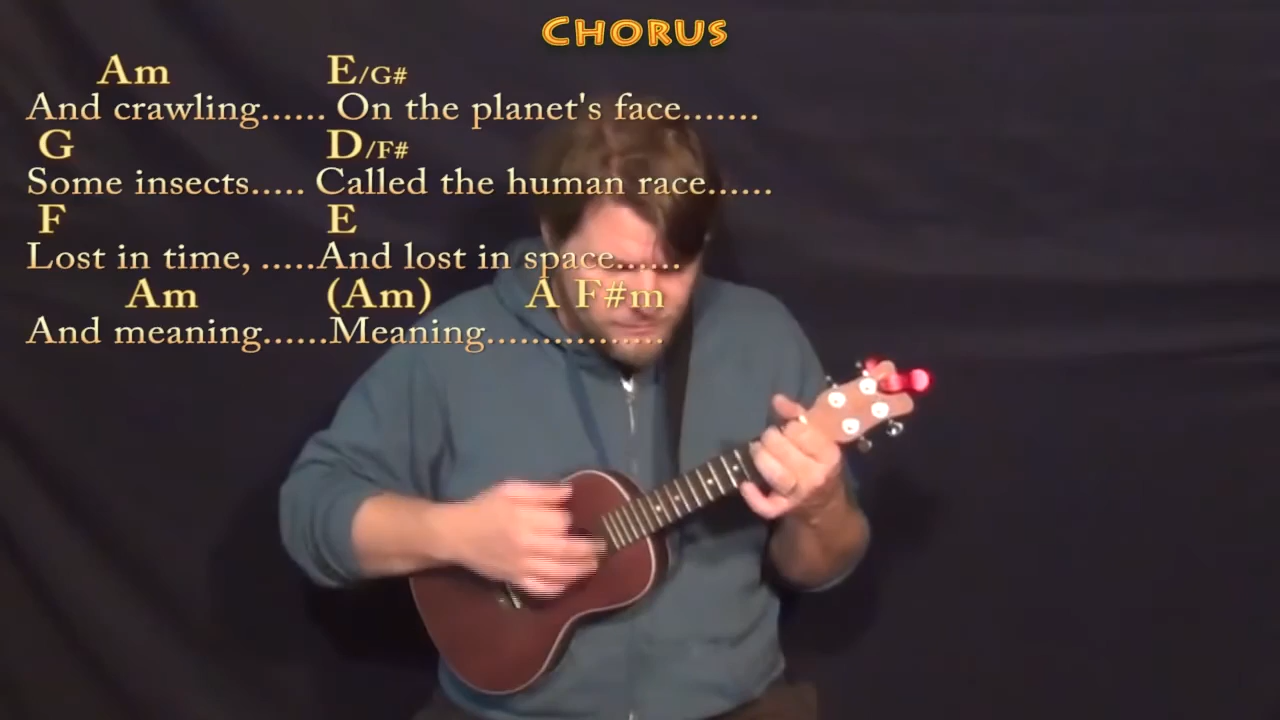 CHORUS
Am E/G#
And crawling...... On the planet's face.......
G D/F#
Some insects..... Called the human race......
F E
Lost in time, .....And lost in space......
Am (Am) A F#m
And meaning......Meaning................